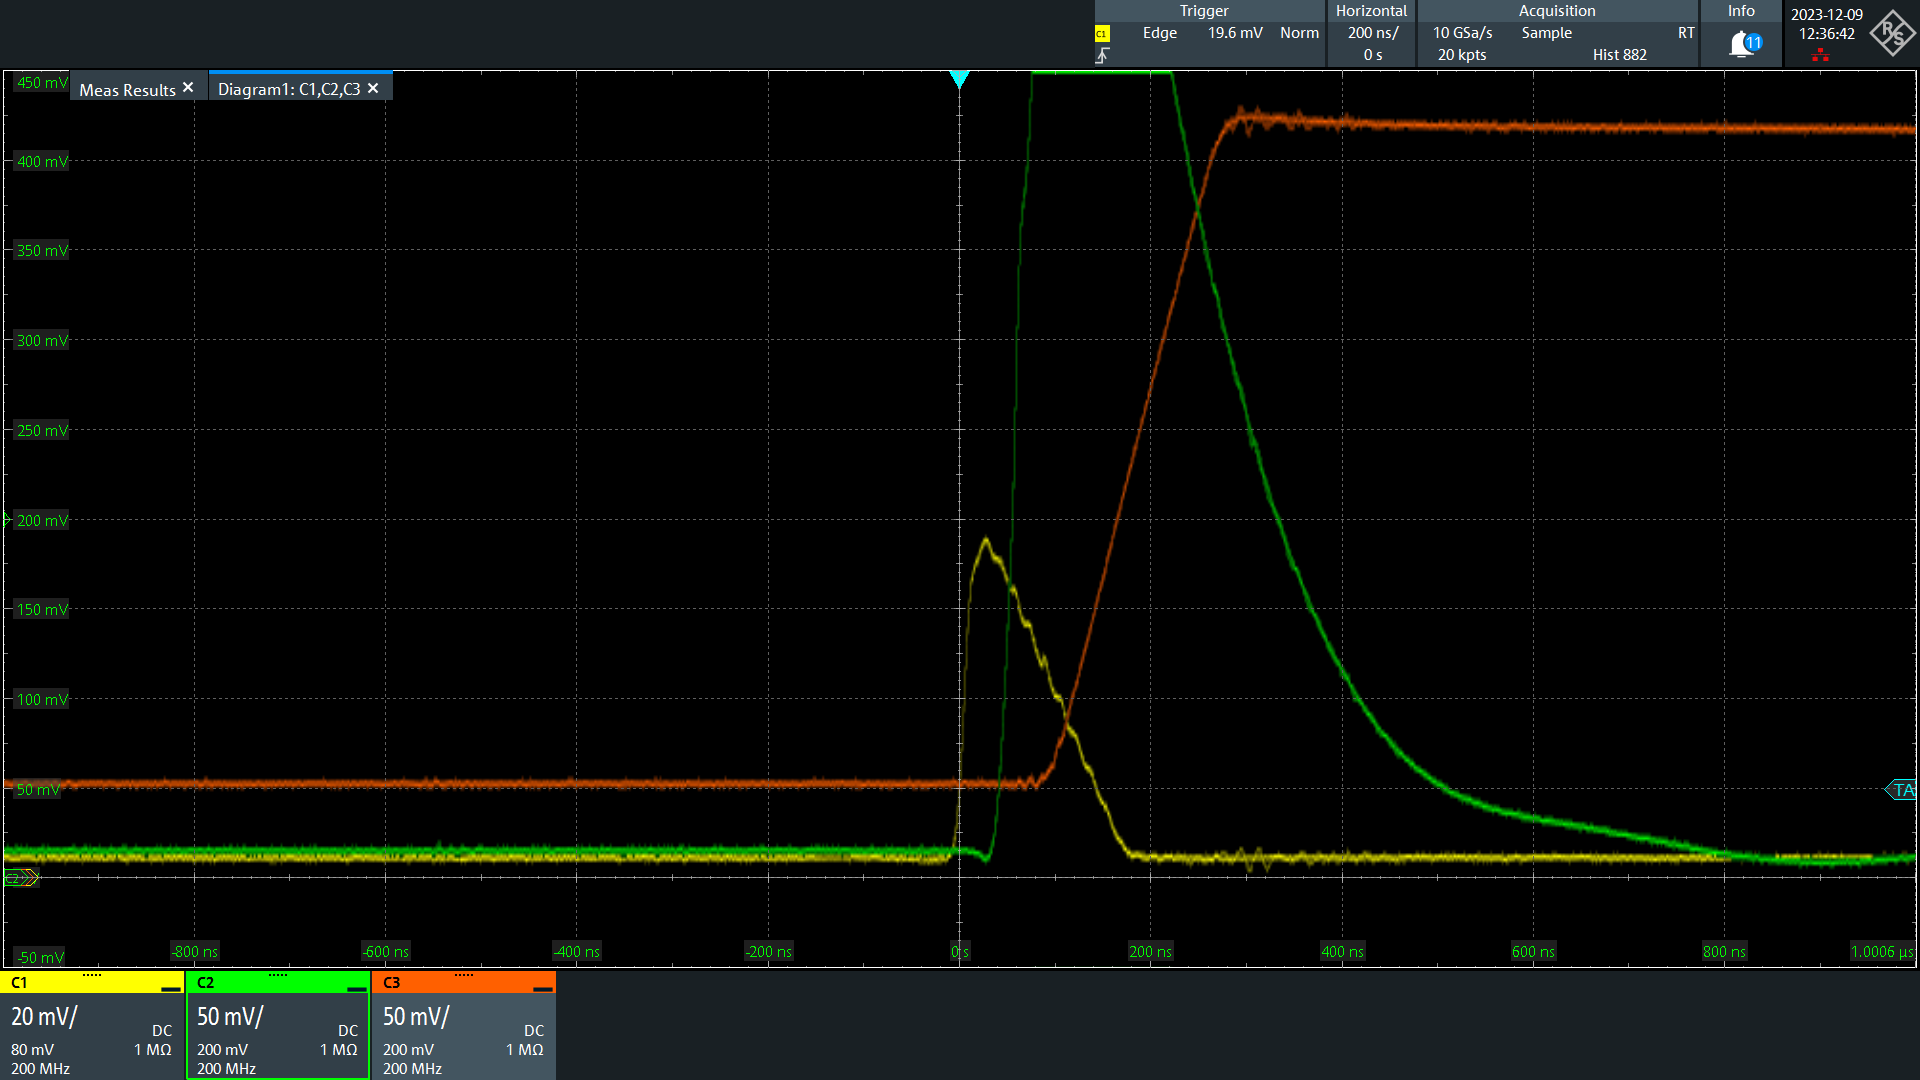 Trigger
C1 Edge 19.6 mV Norm
Horizontal
200 ns/
0 s
Acquisition
10 GSa/s Sample RT
20 kpts Hist 882
Info
11
2023-12-09
12:36:42
R S
Meas Results ✕
Diagram1: C1,C2,C3 ✕
450 mV
400 mV
350 mV
300 mV
250 mV
200 mV
150 mV
100 mV
50 mV
TA
C2
-50 mV
-800 ns
-600 ns
-400 ns
-200 ns
0 s
200 ns
400 ns
600 ns
800 ns
1.0006 µs
C1
20 mV/
DC
80 mV 1 MΩ
200 MHz
C2
50 mV/
DC
200 mV 1 MΩ
200 MHz
C3
50 mV/
DC
200 mV 1 MΩ
200 MHz